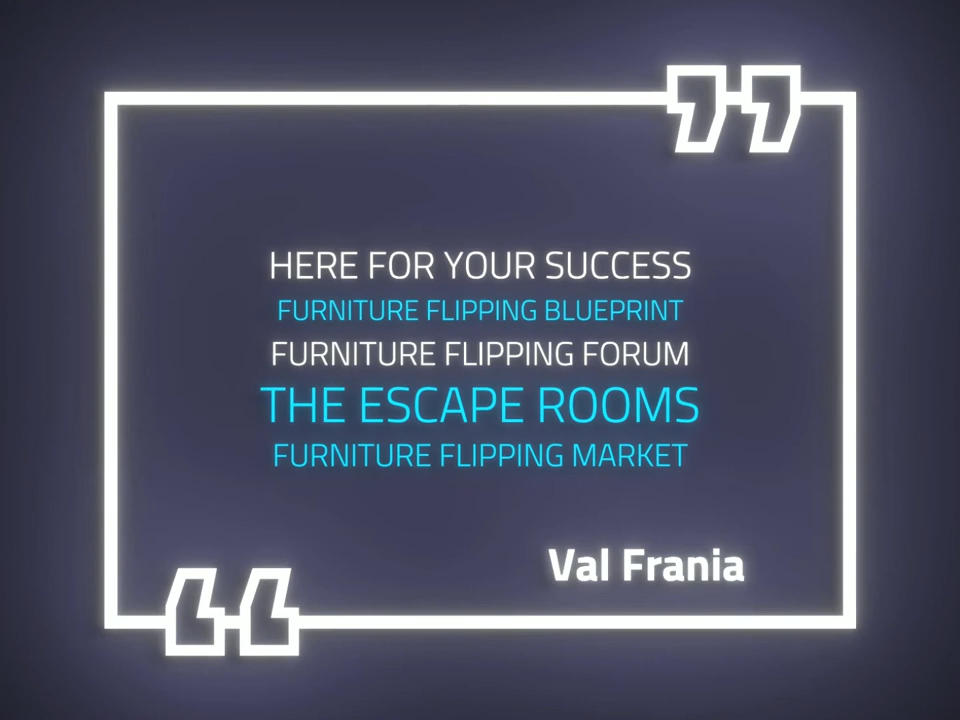 HERE FOR YOUR SUCCESS
FURNITURE FLIPPING BLUEPRINT
FURNITURE FLIPPING FORUM
THE ESCAPE ROOMS
FURNITURE FLIPPING MARKET
Val Frania